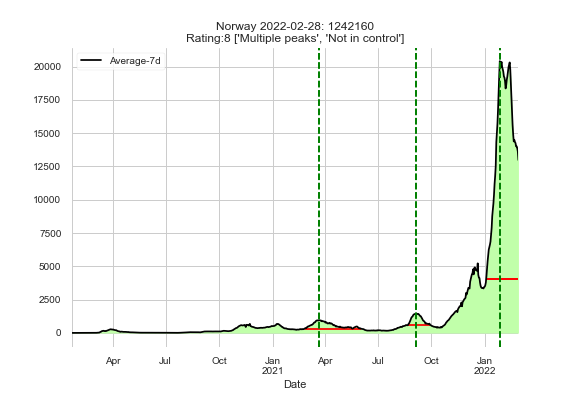 Norway 2022-02-28: 1242160
Rating:8 ['Multiple peaks', 'Not in control']
Average-7d
20000
17500
15000
12500
10000
7500
5000
2500
0
Apr Jul Oct Jan Apr Jul Oct Jan
2021 2022
Date